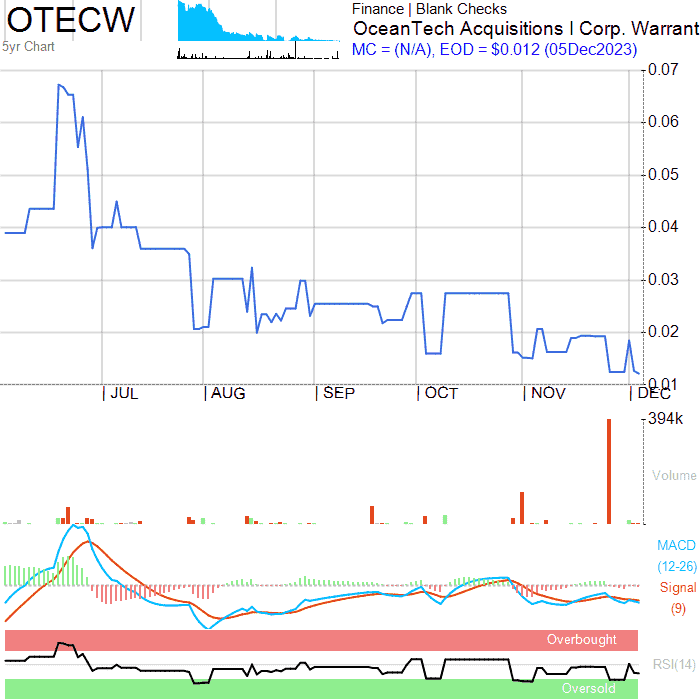 OTECW
5yr Chart
Finance | Blank Checks
OceanTech Acquisitions I Corp. Warrant
MC = (N/A), EOD = $0.012 (05Dec2023)
0.07
0.06
0.05
0.04
0.03
0.02
0.01
| JUL | AUG | SEP | OCT | NOV | DEC
394k
Volume
MACD
(12-26)
Signal
(9)
Overbought
RSI(14)
Oversold